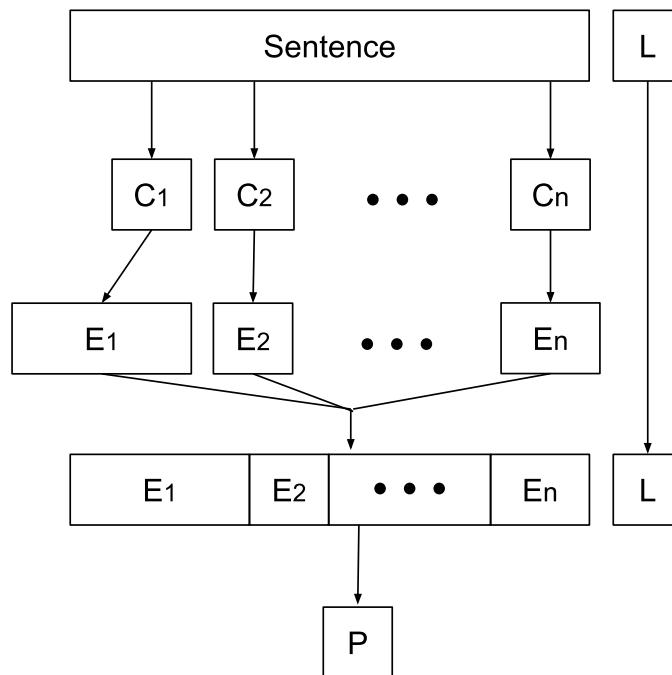 Sentence L
C1 C2 ••• Cn
E1 E2 ••• En
E1 E2 ••• En L
P